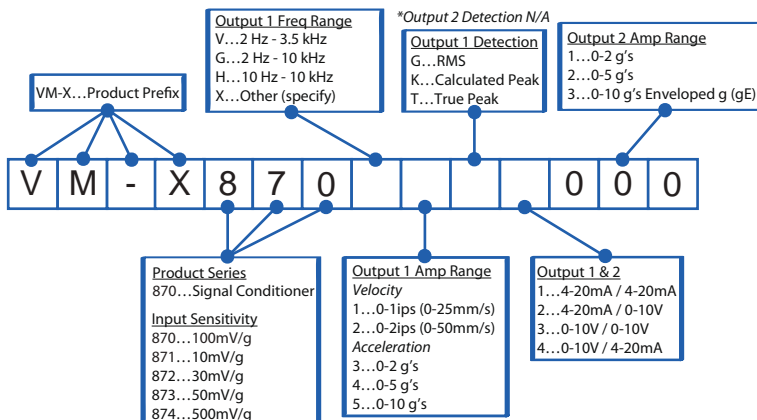 Output 1 Freq Range
V...2 Hz - 3.5 kHz
G...2 Hz - 10 kHz
H...10 Hz - 10 kHz
X...Other (specify)
*Output 2 Detection N/A
Output 1 Detection
G...RMS
K...Calculated Peak
T...True Peak
Output 2 Amp Range
1...0-2 g's
2...0-5 g's
3...0-10 g's Enveloped g (gE)
VM-X...Product Prefix
V M - X 8 7 0 0 0 0
Product Series
870...Signal Conditioner
Input Sensitivity
870...100mV/g
871...10mV/g
872...30mV/g
873...50mV/g
874...500mV/g
Output 1 Amp Range
Velocity
1...0-1ips (0-25mm/s)
2...0-2ips (0-50mm/s)
Acceleration
3...0-2 g's
4...0-5 g's
5...0-10 g's
Output 1 & 2
1...4-20mA / 4-20mA
2...4-20mA / 0-10V
3...0-10V / 0-10V
4...0-10V / 4-20mA